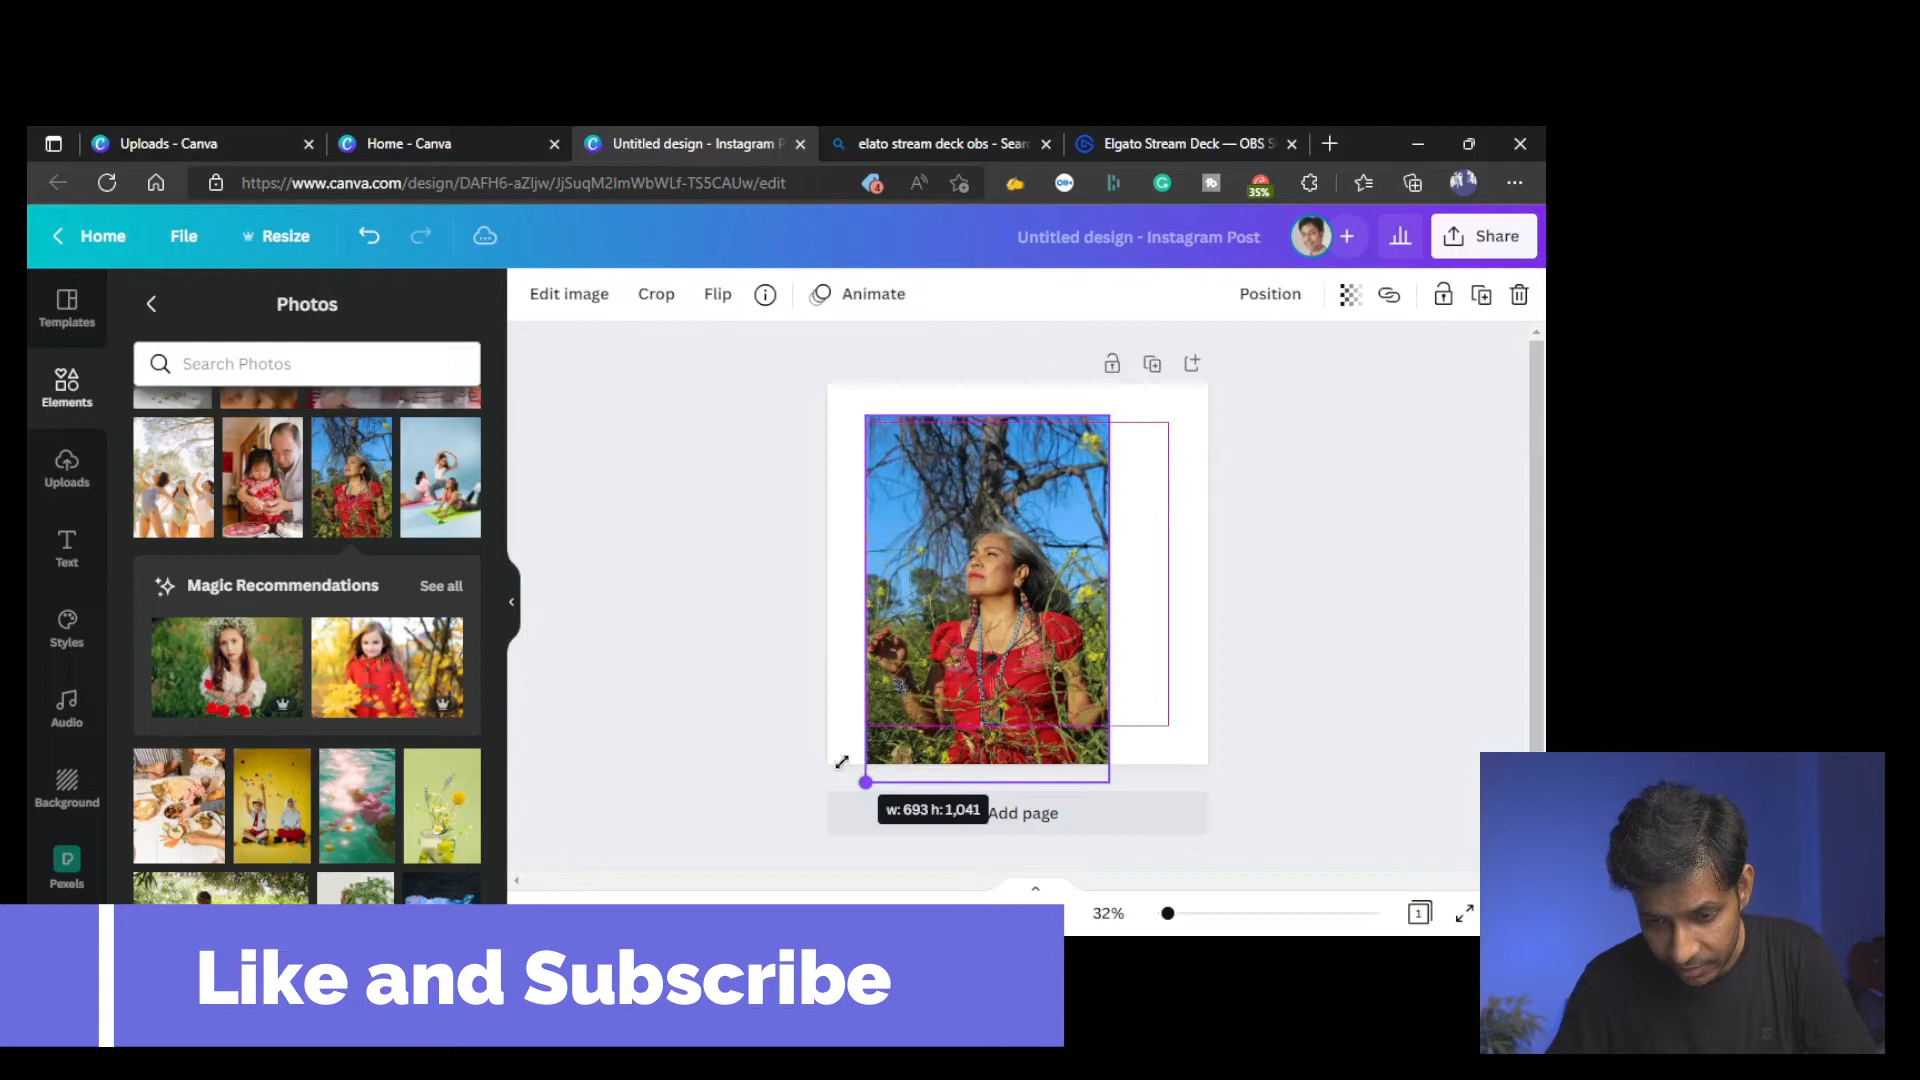 Uploads - Canva
Home - Canva
Untitled design - Instagram P
elato stream deck obs - Sear
Elgato Stream Deck — OBS S
https://www.canva.com/design/DAFH6-aZljw/JjSuqM2ImWbWLf-TS5CAUw/edit
4
35%
Home
File
Resize
Untitled design - Instagram Post
Share
Templates
Elements
Uploads
Text
Styles
Audio
Background
Pexels
Photos
Search Photos
Magic Recommendations
See all
Edit image
Crop
Flip
Animate
Position
w: 693 h: 1,041
Add page
32%
1
Like and Subscribe